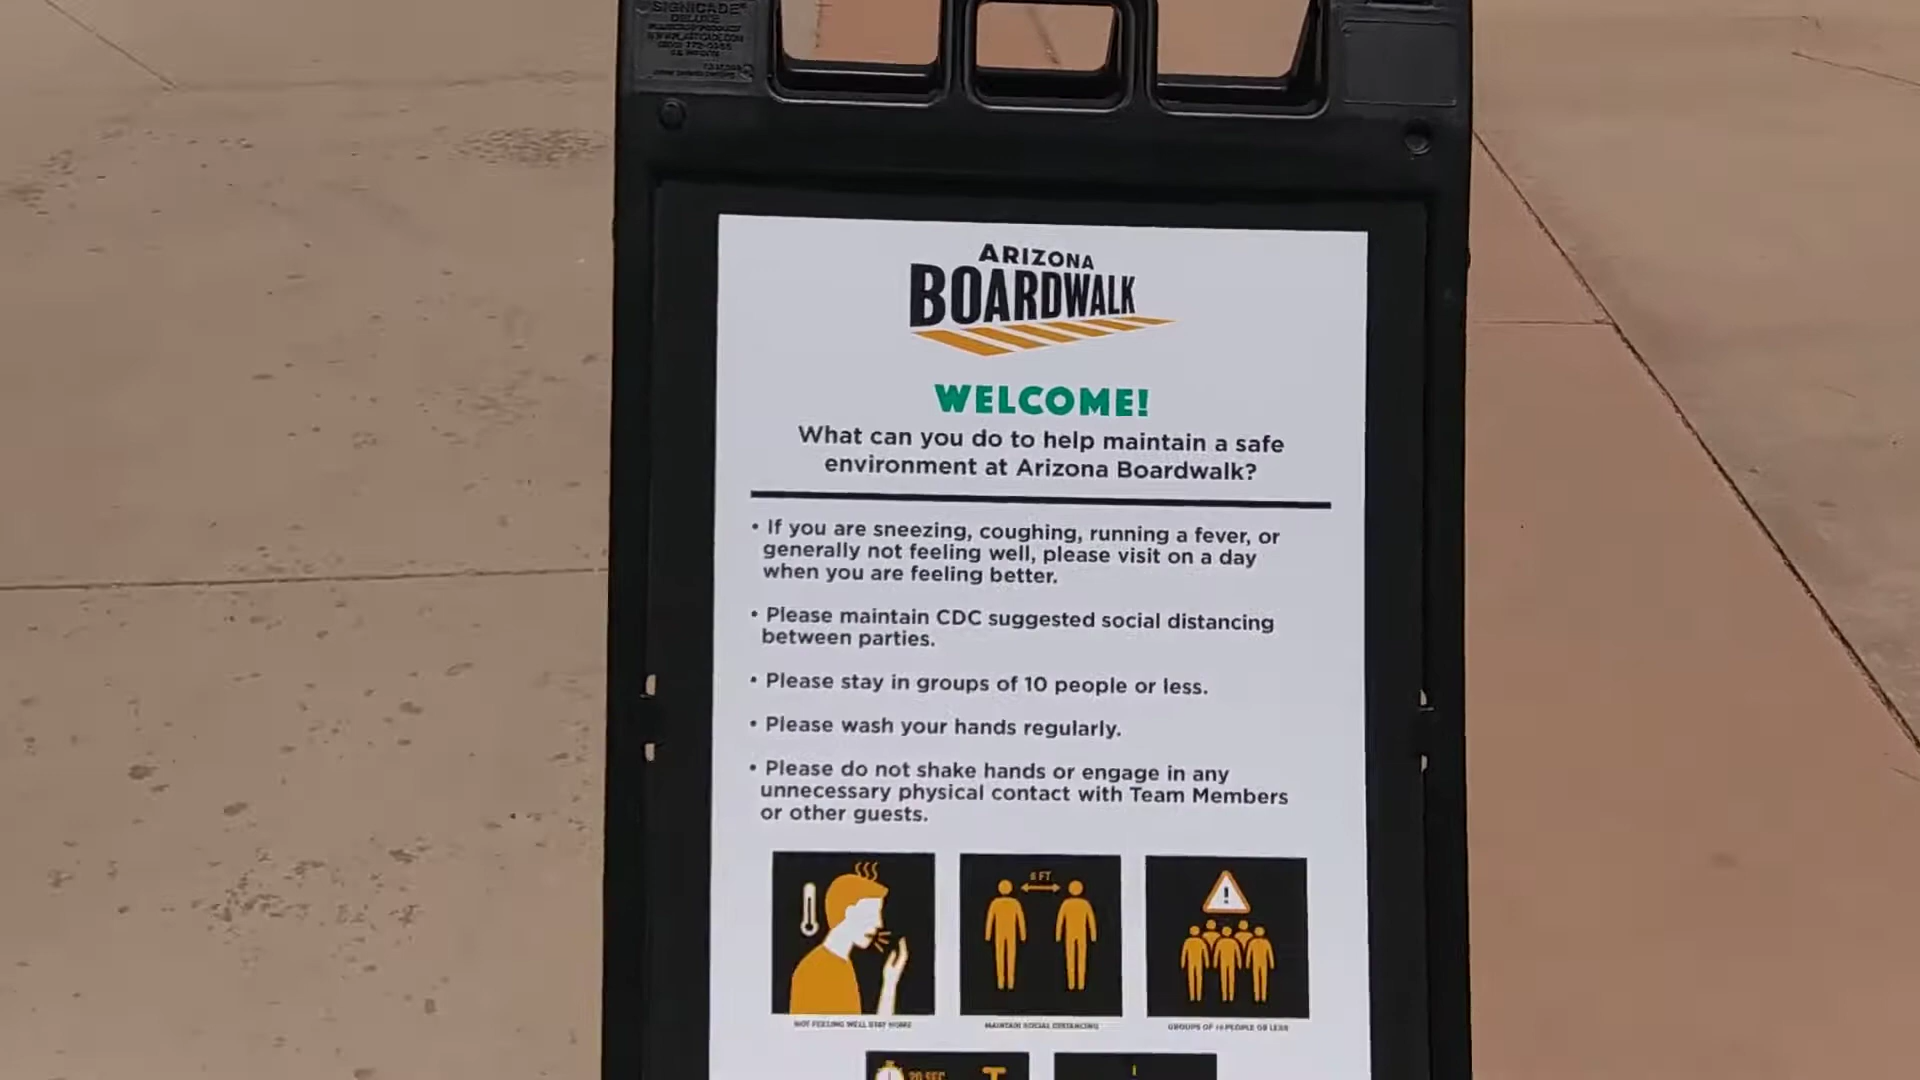 SIGNICADE
DELUXE
ARIZONA
BOARDWALK
WELCOME!
What can you do to help maintain a safe
environment at Arizona Boardwalk?
• If you are sneezing, coughing, running a fever, or
generally not feeling well, please visit on a day
when you are feeling better.
• Please maintain CDC suggested social distancing
between parties.
• Please stay in groups of 10 people or less.
• Please wash your hands regularly.
• Please do not shake hands or engage in any
unnecessary physical contact with Team Members
or other guests.
6 FT
NOT FEELING WELL STAY HOME
MAINTAIN SOCIAL DISTANCING
GROUPS OF 10 PEOPLE OR LESS
20 SEC